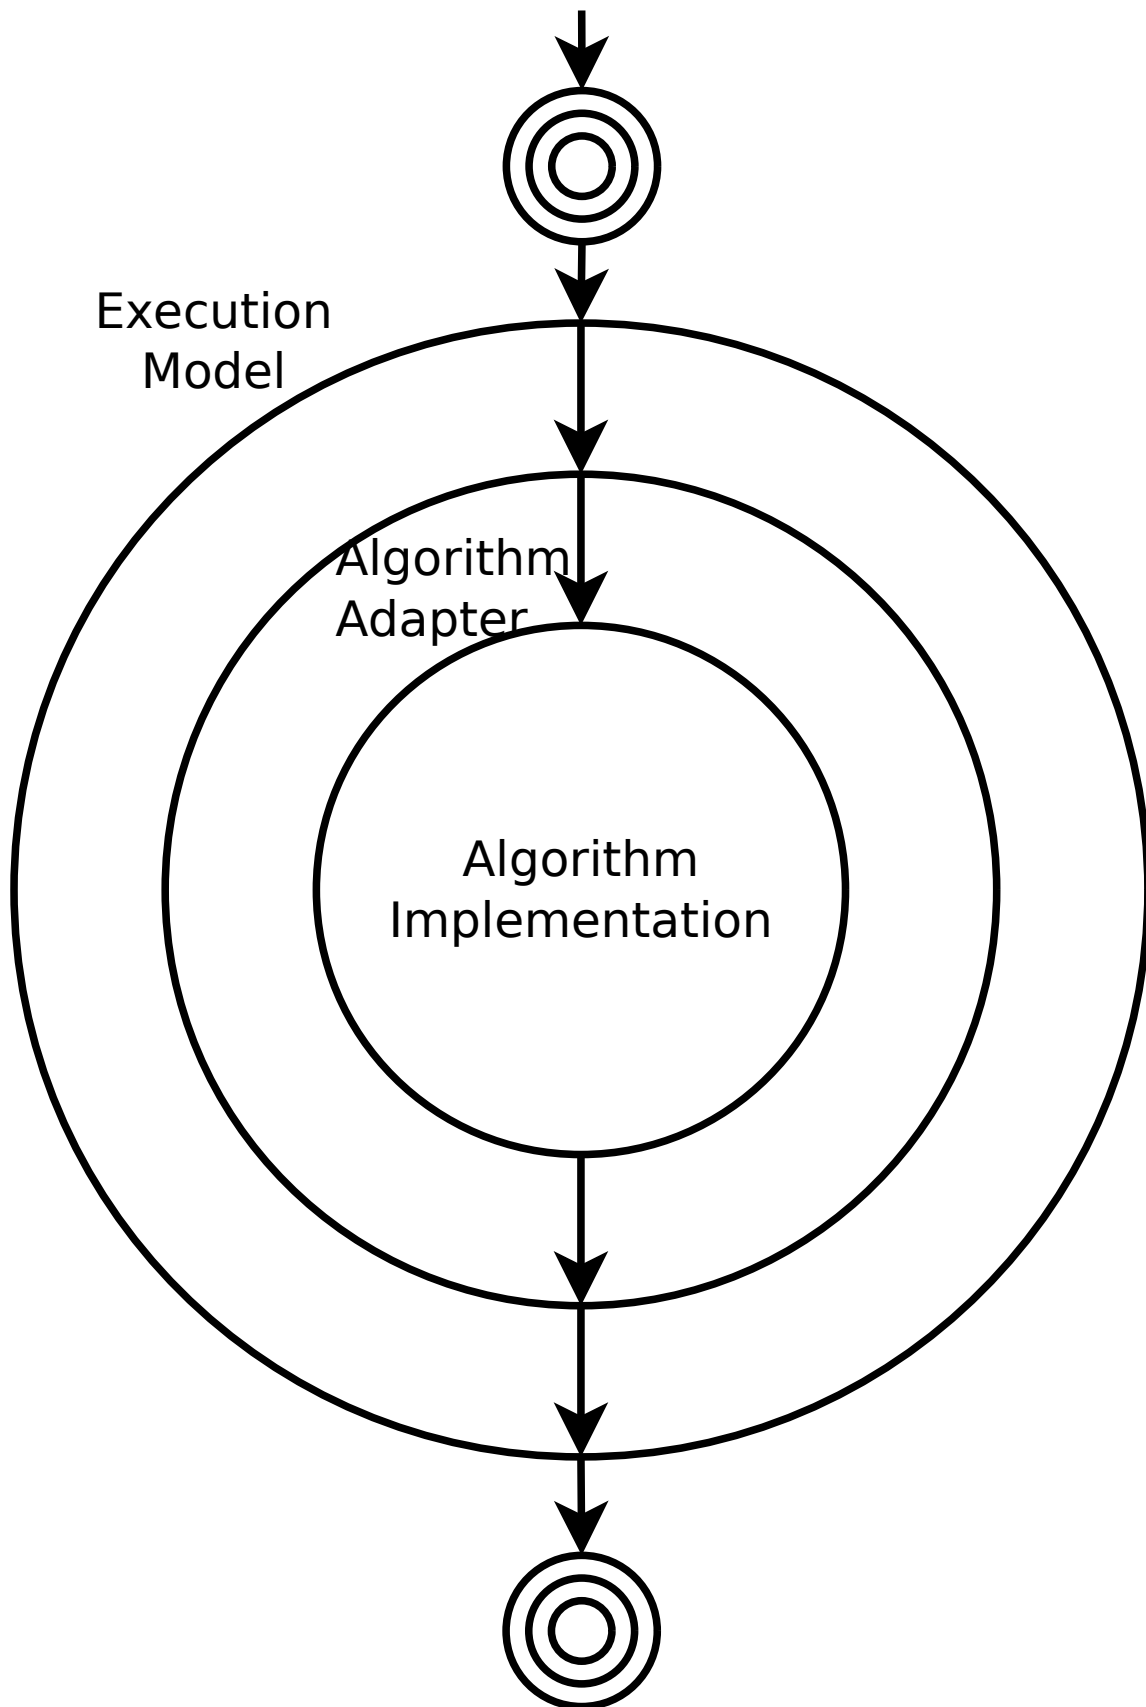 Execution
Model
Algorithm
Adapter
Algorithm
Implementation